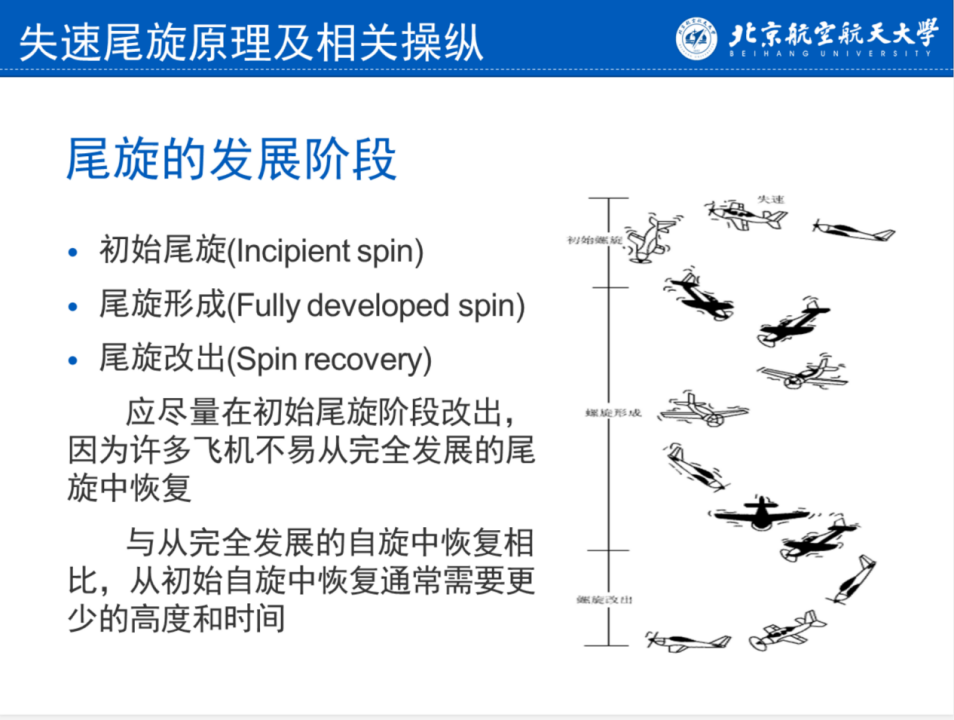 失速尾旋原理及相关操纵
北京航空航天大学
BEIHANG UNIVERSITY
尾旋的发展阶段
• 初始尾旋(Incipient spin)
• 尾旋形成(Fully developed spin)
• 尾旋改出(Spin recovery)
应尽量在初始尾旋阶段改出，
因为许多飞机不易从完全发展的尾
旋中恢复
与从完全发展的自旋中恢复相
比，从初始自旋中恢复通常需要更
少的高度和时间
失速
初始螺旋
螺旋形成
螺旋改出